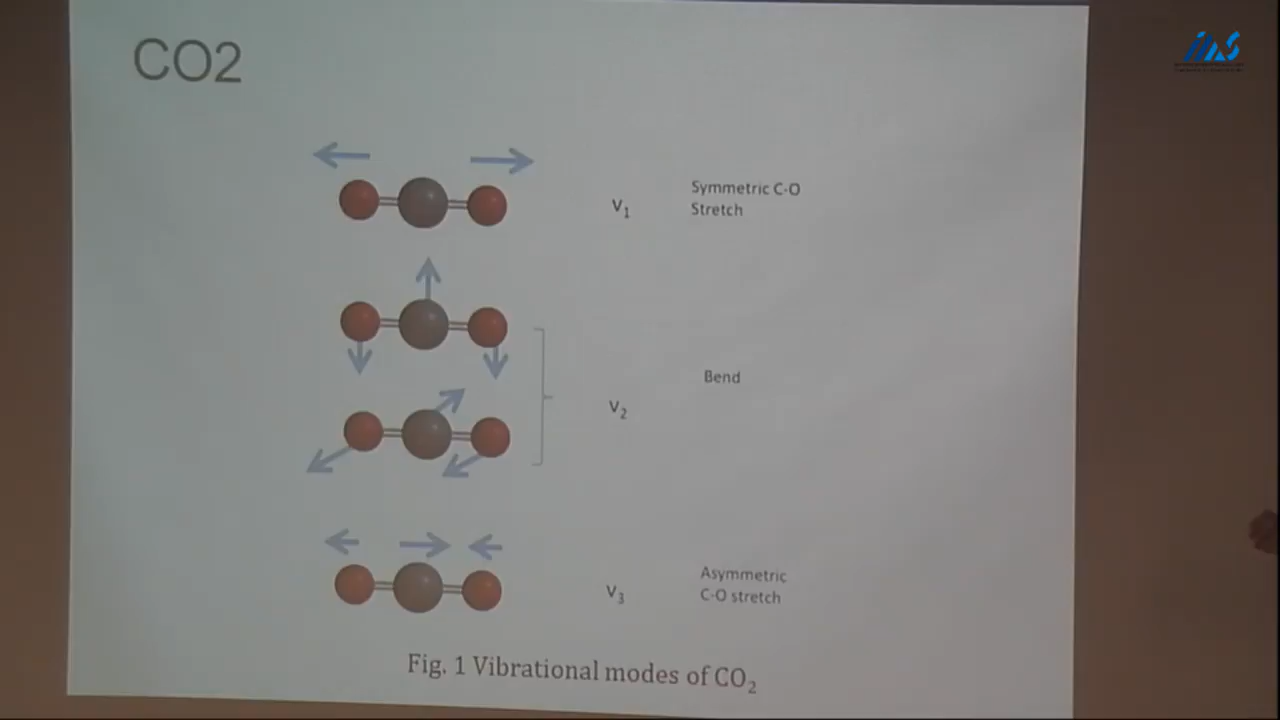 CO2
Symmetric C-O
Stretch
v₁
Bend
v₂
Asymmetric
C-O stretch
v₃
Fig. 1 Vibrational modes of CO₂